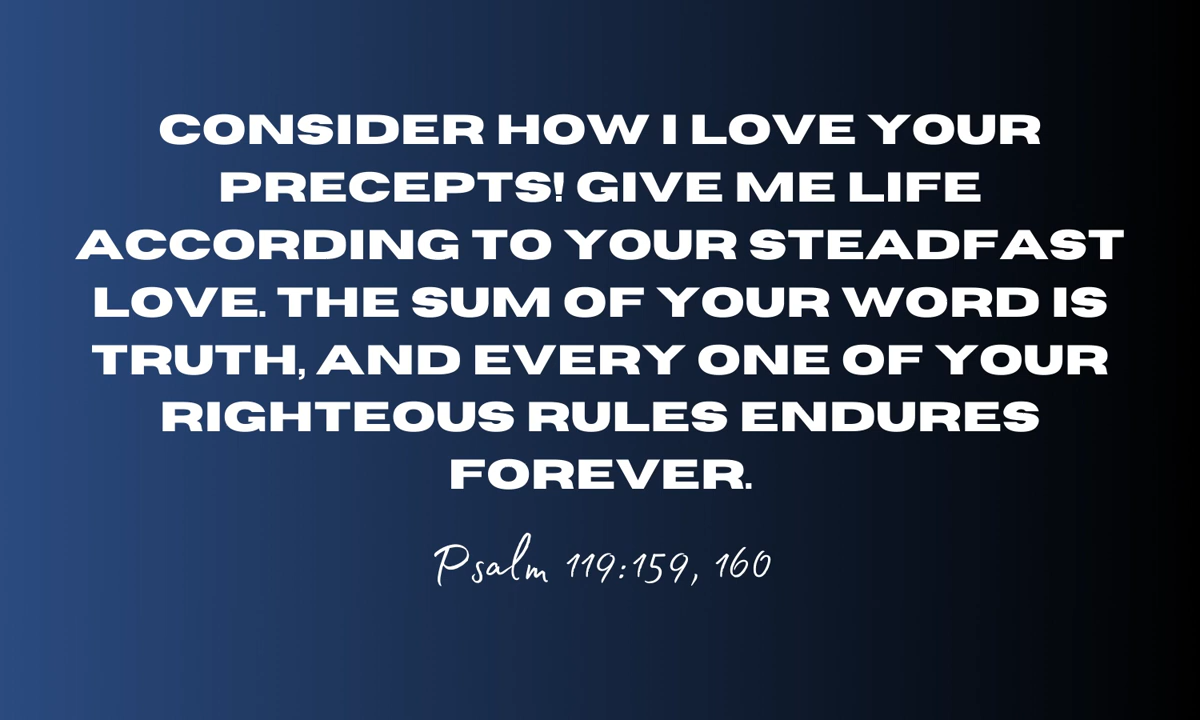 CONSIDER HOW I LOVE YOUR
PRECEPTS! GIVE ME LIFE
ACCORDING TO YOUR STEADFAST
LOVE. THE SUM OF YOUR WORD IS
TRUTH, AND EVERY ONE OF YOUR
RIGHTEOUS RULES ENDURES
FOREVER.
Psalm 119:159, 160